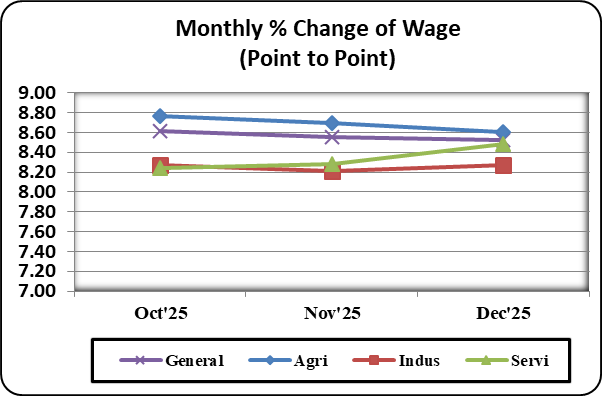 Monthly % Change of Wage
(Point to Point)
9.00
8.80
8.60
8.40
8.20
8.00
7.80
7.60
7.40
7.20
7.00
Oct'25 Nov'25 Dec'25
General Agri Indus Servi